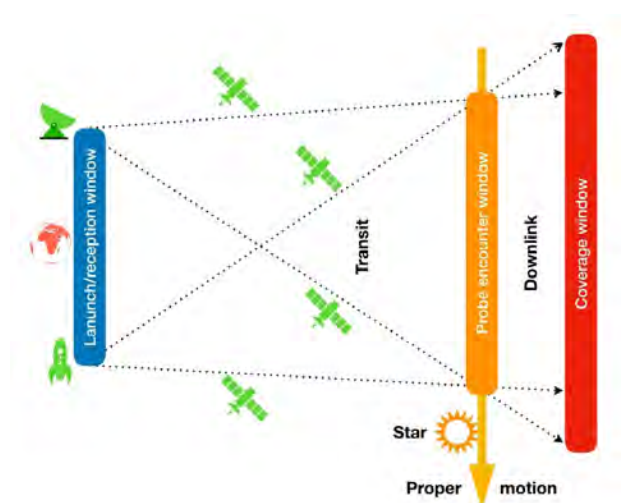 Lanunch/reception window
Transit
Probe encounter window
Downlink
Coverage window
Star
Proper motion